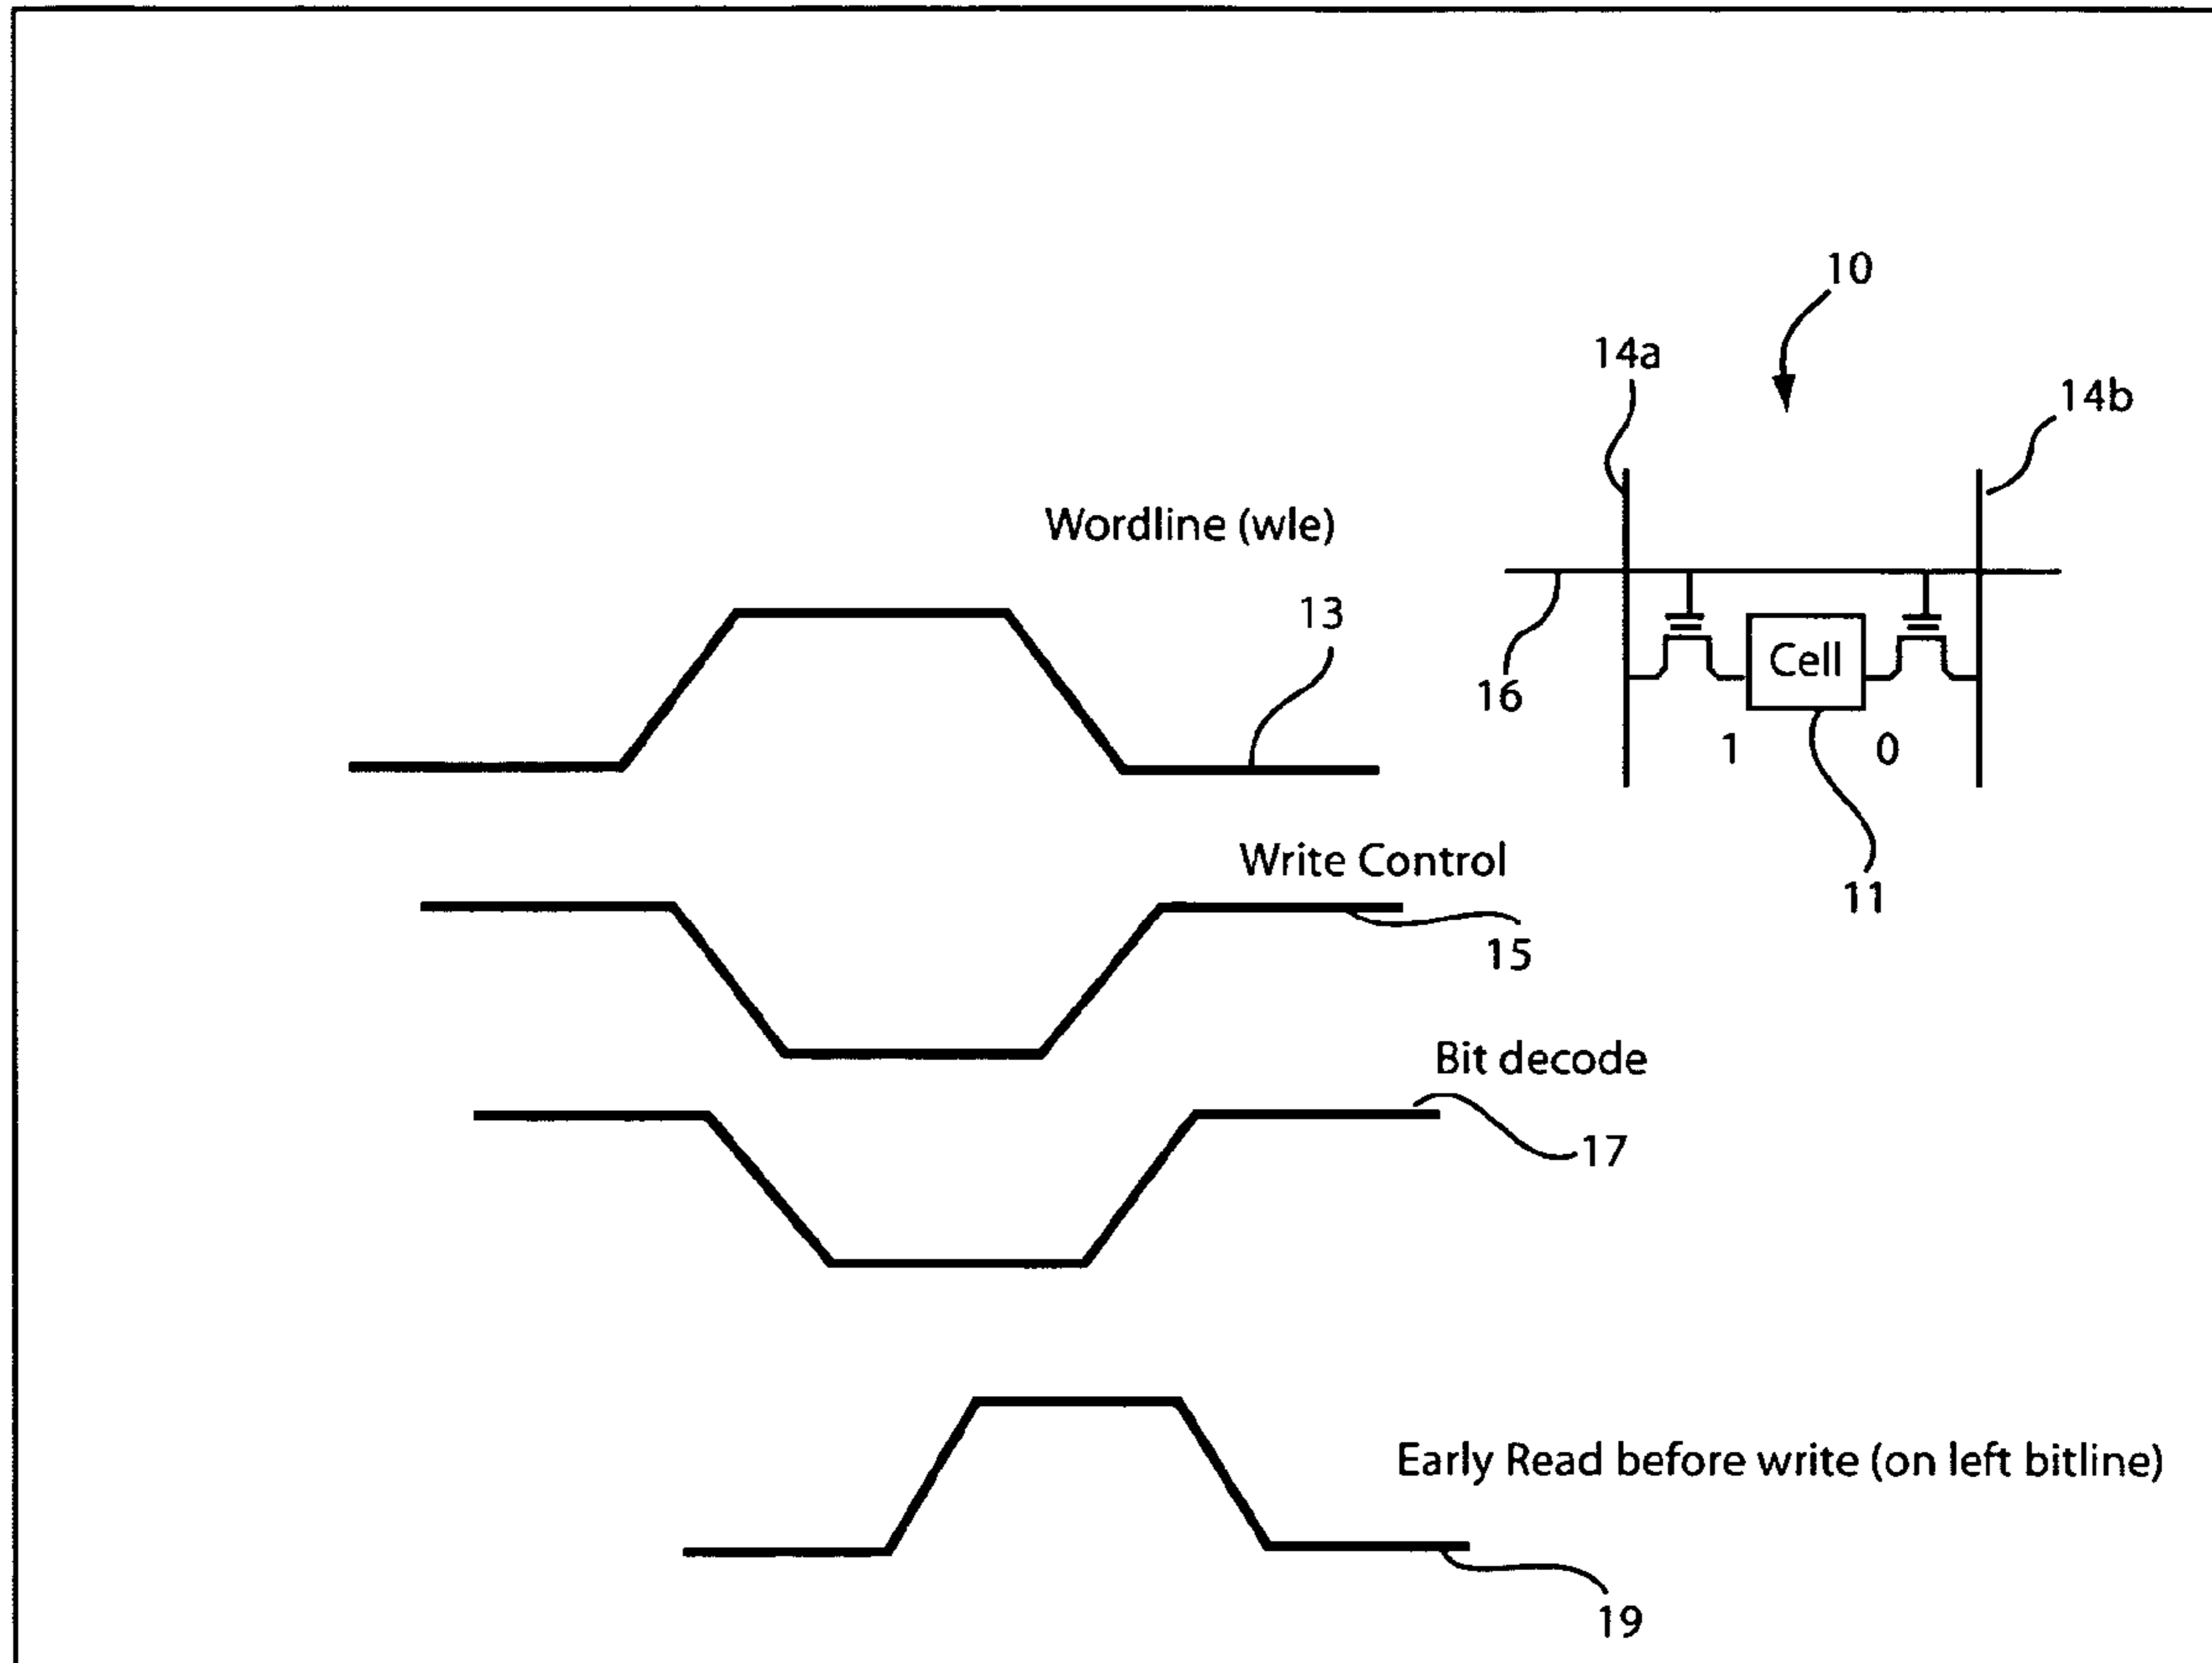 10
14a
14b
Wordline (wle)
13
16
Cell
1
0
11
Write Control
15
Bit decode
17
Early Read before write (on left bitline)
19